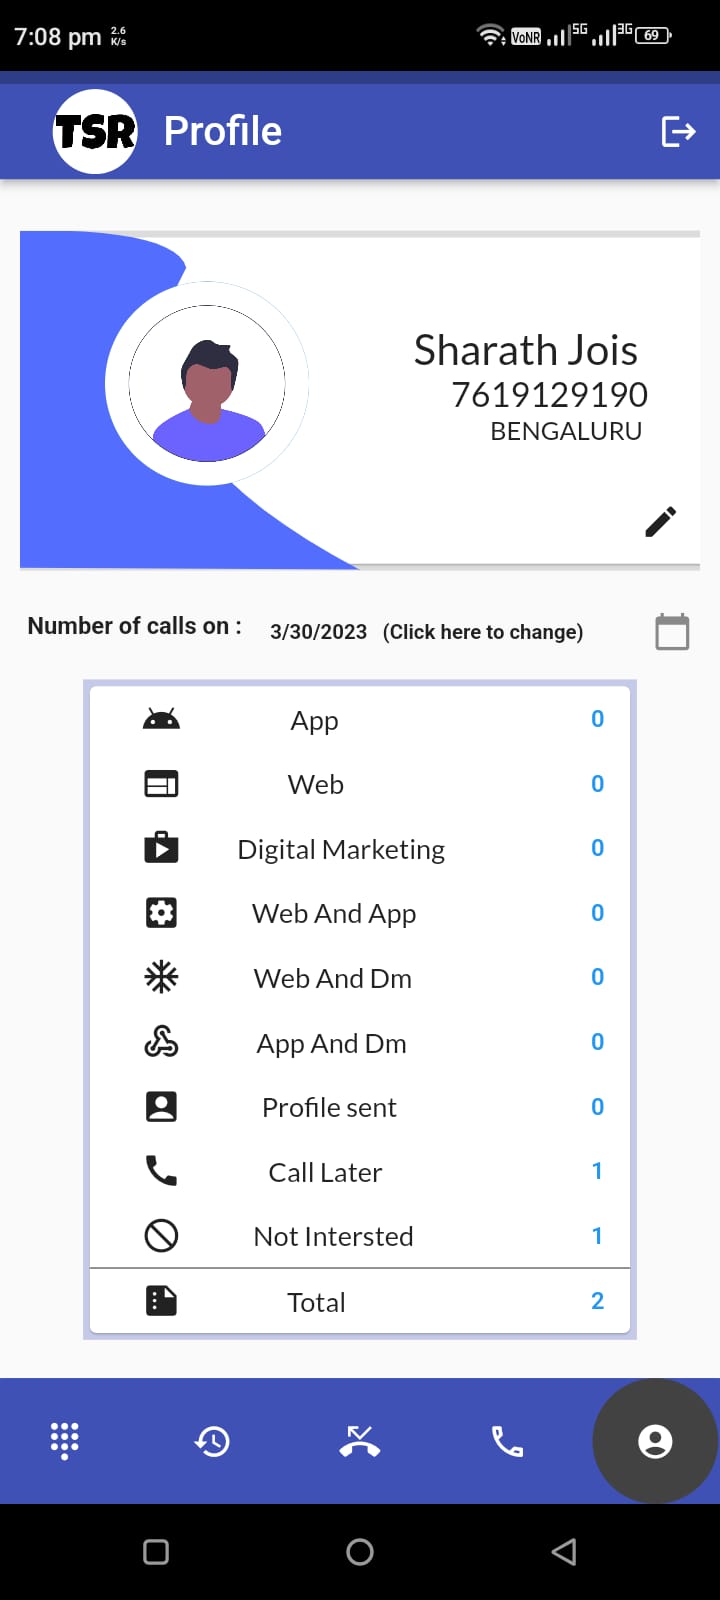 7:08 pm 2.6 K/s VoNR 5G 3G 69
TSR Profile
Sharath Jois
7619129190
BENGALURU
Number of calls on : 3/30/2023 (Click here to change)
App 0
Web 0
Digital Marketing 0
Web And App 0
Web And Dm 0
App And Dm 0
Profile sent 0
Call Later 1
Not Intersted 1
Total 2